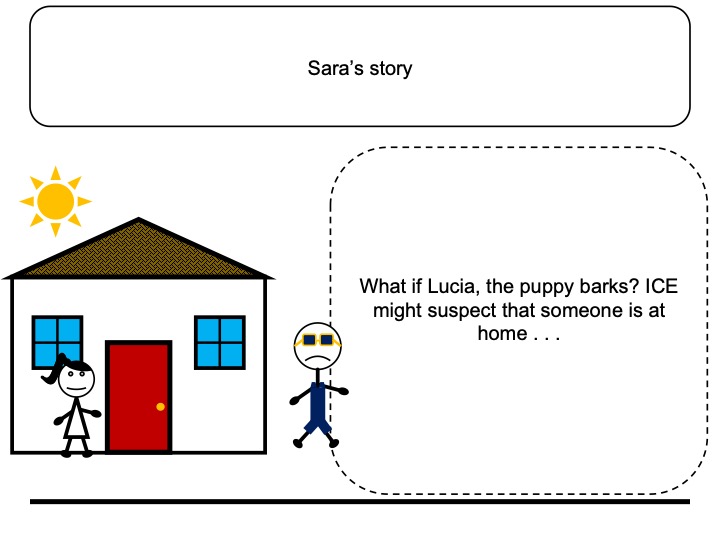 Sara’s story
What if Lucia, the puppy barks? ICE
might suspect that someone is at
home . . .